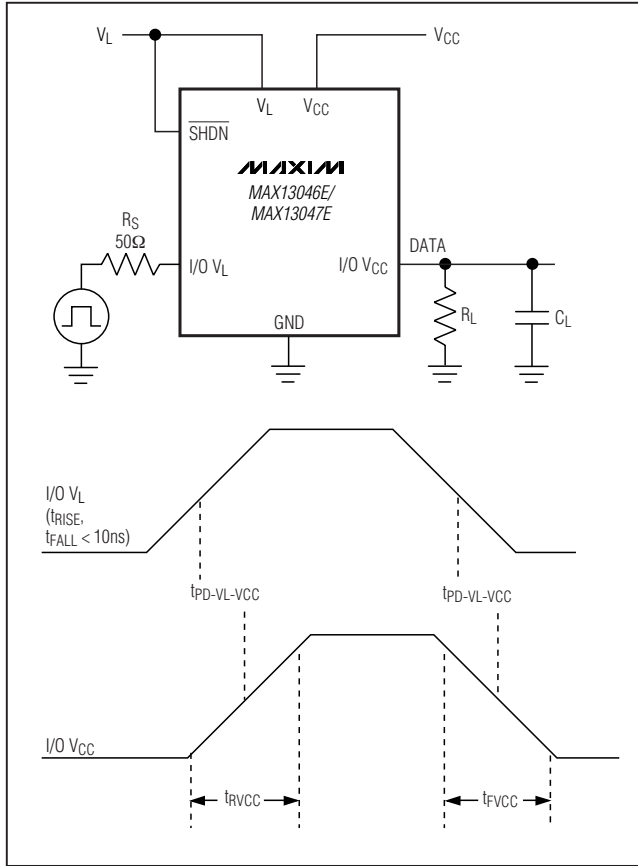 VL
VCC
VL
VCC
SHDN
MAXIM
MAX13046E/
MAX13047E
RS
50Ω
I/O VL
I/O VCC
DATA
RL
CL
GND
I/O VL
(tRISE,
tFALL < 10ns)
tPD-VL-VCC
tPD-VL-VCC
I/O VCC
tRVCC
tFVCC